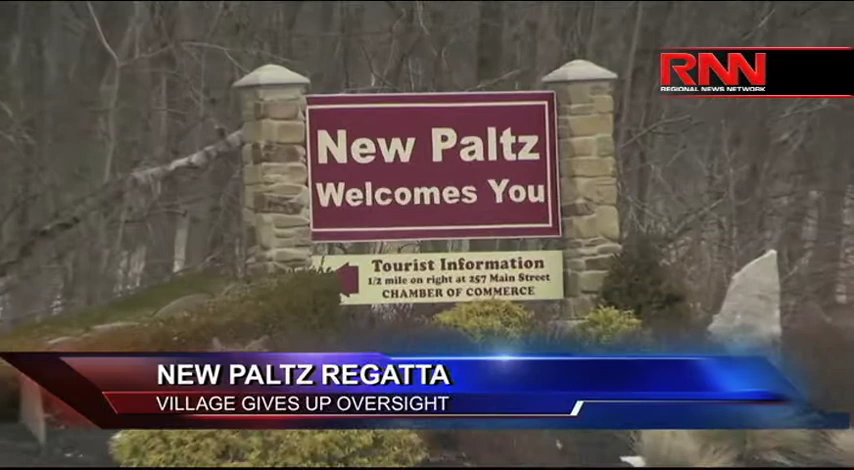 RNN
REGIONAL NEWS NETWORK
New Paltz
Welcomes You
Tourist Information
1/2 mile on right at 257 Main Street
CHAMBER OF COMMERCE
NEW PALTZ REGATTA
VILLAGE GIVES UP OVERSIGHT